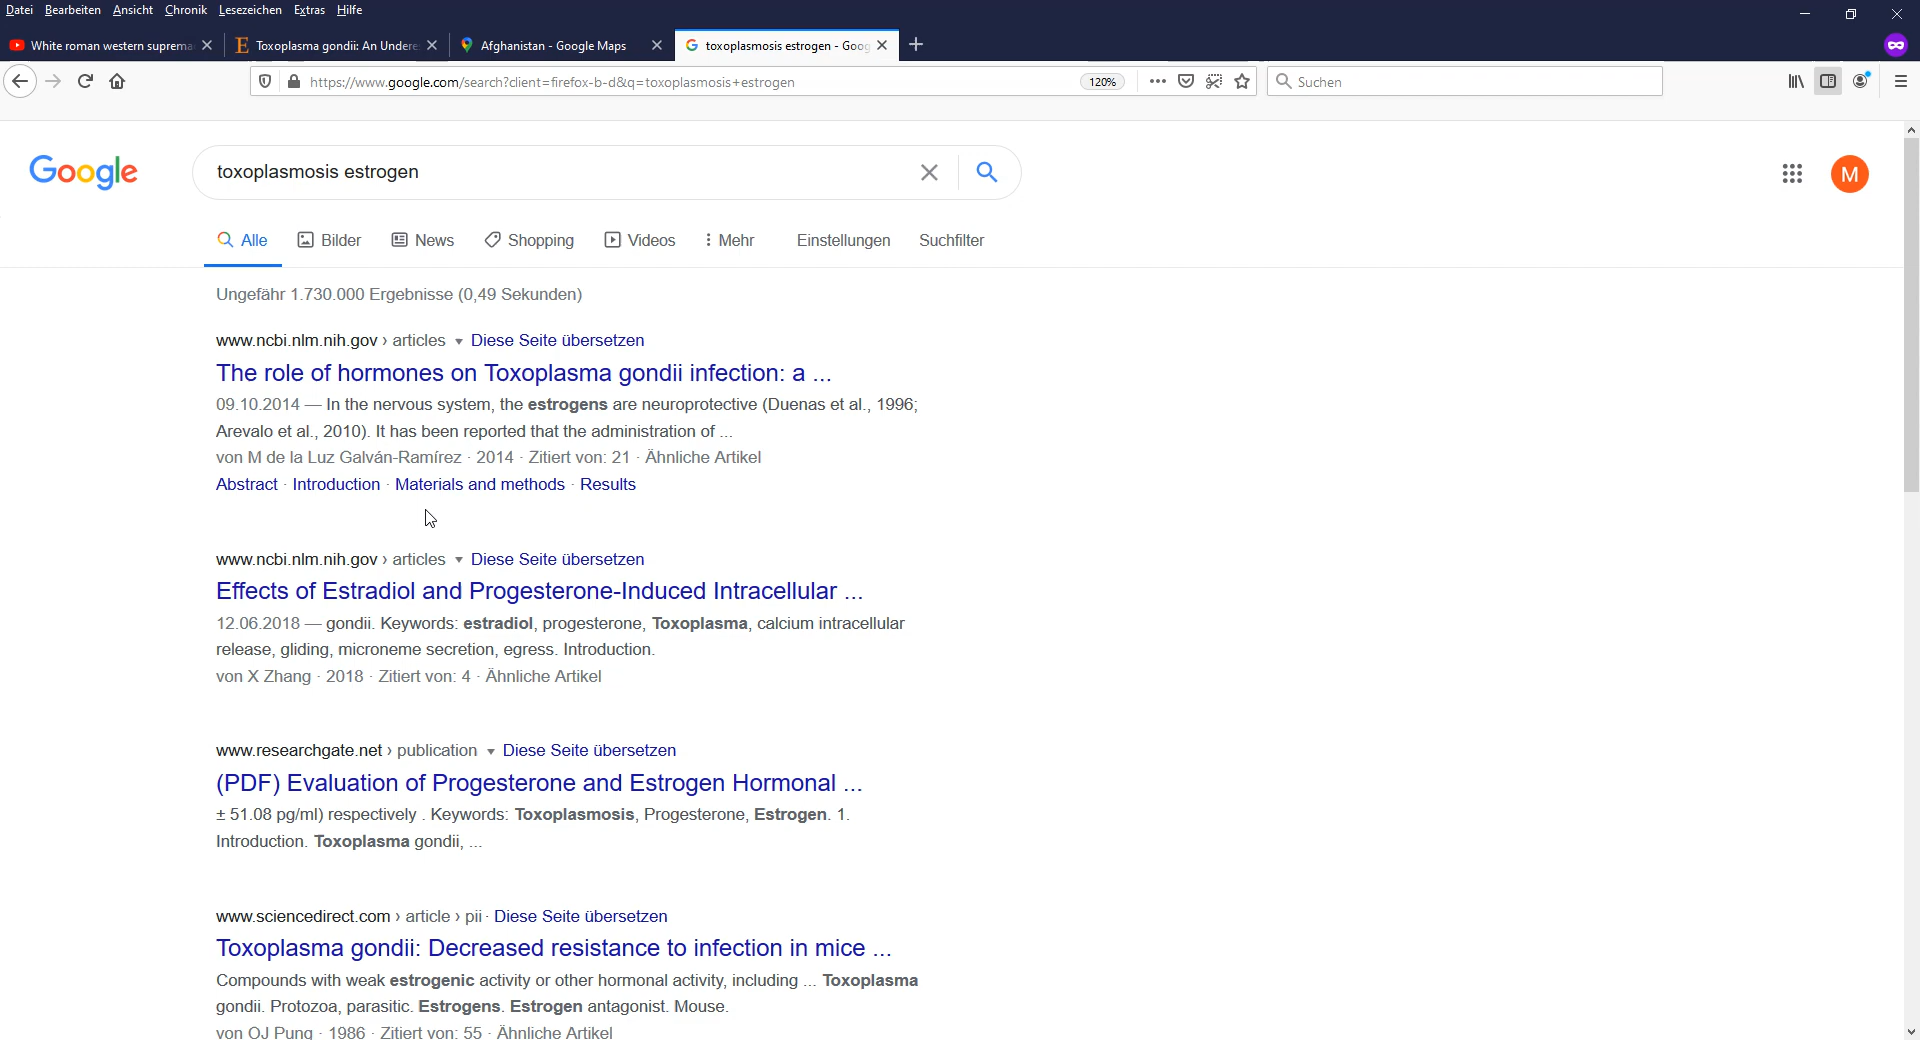 Datei Bearbeiten Ansicht Chronik Lesezeichen Extras Hilfe
White roman western suprema
Toxoplasma gondii: An Undere
Afghanistan - Google Maps
toxoplasmosis estrogen - Goog
https://www.google.com/search?client=firefox-b-d&q=toxoplasmosis+estrogen
120%
Suchen
Google
toxoplasmosis estrogen
M
Alle Bilder News Shopping Videos Mehr Einstellungen Suchfilter
Ungefähr 1.730.000 Ergebnisse (0,49 Sekunden)
www.ncbi.nlm.nih.gov › articles ▾ Diese Seite übersetzen
The role of hormones on Toxoplasma gondii infection: a ...
09.10.2014 — In the nervous system, the estrogens are neuroprotective (Duenas et al., 1996;
Arevalo et al., 2010). It has been reported that the administration of ...
von M de la Luz Galván-Ramírez · 2014 · Zitiert von: 21 · Ähnliche Artikel
Abstract · Introduction · Materials and methods · Results
www.ncbi.nlm.nih.gov › articles ▾ Diese Seite übersetzen
Effects of Estradiol and Progesterone-Induced Intracellular ...
12.06.2018 — gondii. Keywords: estradiol, progesterone, Toxoplasma, calcium intracellular
release, gliding, microneme secretion, egress. Introduction.
von X Zhang · 2018 · Zitiert von: 4 · Ähnliche Artikel
www.researchgate.net › publication ▾ Diese Seite übersetzen
(PDF) Evaluation of Progesterone and Estrogen Hormonal ...
± 51.08 pg/ml) respectively . Keywords: Toxoplasmosis, Progesterone, Estrogen. 1.
Introduction. Toxoplasma gondii, ...
www.sciencedirect.com › article › pii · Diese Seite übersetzen
Toxoplasma gondii: Decreased resistance to infection in mice ...
Compounds with weak estrogenic activity or other hormonal activity, including ... Toxoplasma
gondii. Protozoa, parasitic. Estrogens. Estrogen antagonist. Mouse.
von OJ Pung · 1986 · Zitiert von: 55 · Ähnliche Artikel